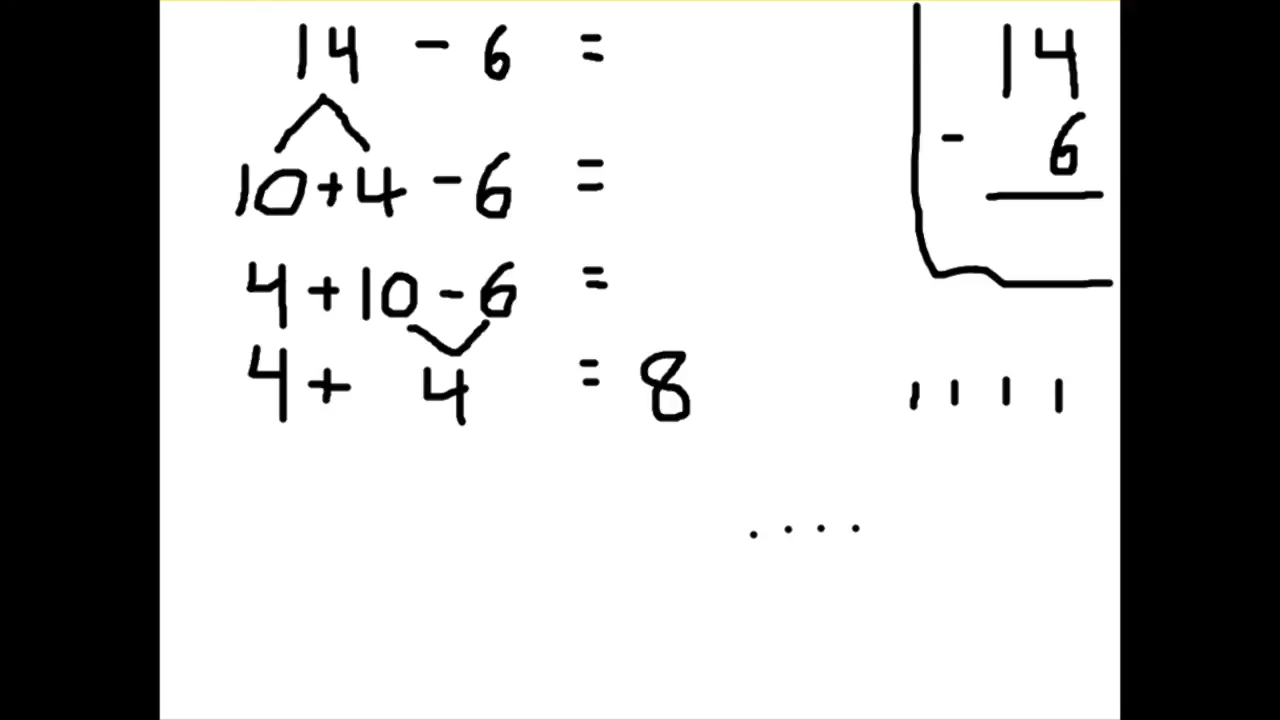 14 - 6 =
10+4 - 6 =
4 + 10 - 6 =
4 + 4 = 8
14
- 6